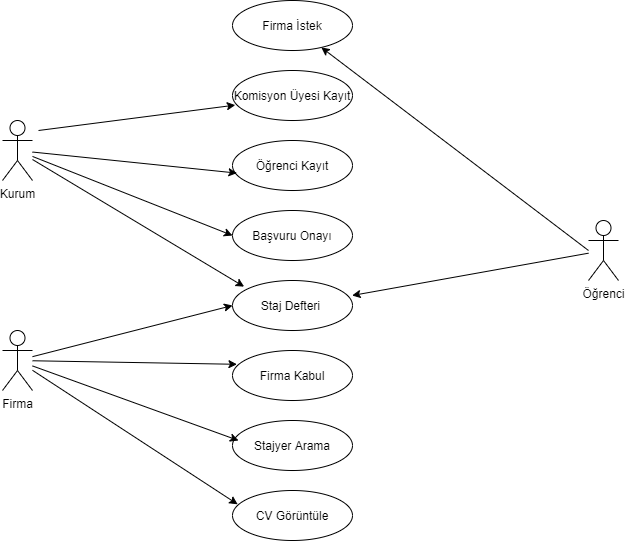 Firma İstek
Komisyon Üyesi Kayıt
Kurum
Öğrenci Kayıt
Başvuru Onayı
Öğrenci
Staj Defteri
Firma
Firma Kabul
Stajyer Arama
CV Görüntüle